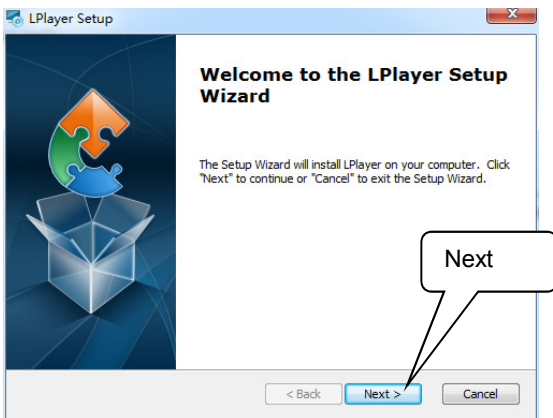 LPlayer Setup
Welcome to the LPlayer Setup
Wizard
The Setup Wizard will install LPlayer on your computer. Click
"Next" to continue or "Cancel" to exit the Setup Wizard.
Next
< Back
Next >
Cancel